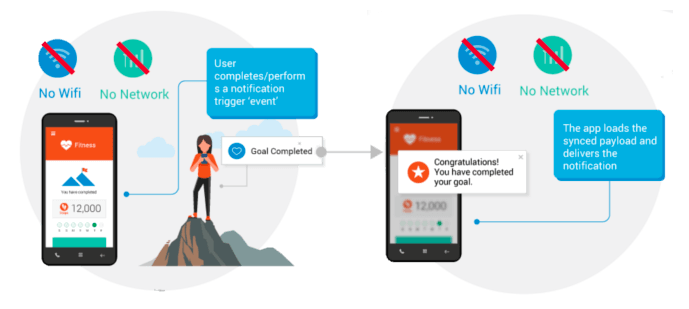 No Wifi
No Network
User
completes/perform
s a notification
trigger 'event'
Fitness
You have completed
12,000
Goal Completed
No Wifi
No Network
The app loads the
synced payload and
delivers the
notification
Congratulations!
You have completed
your goal.
12,000